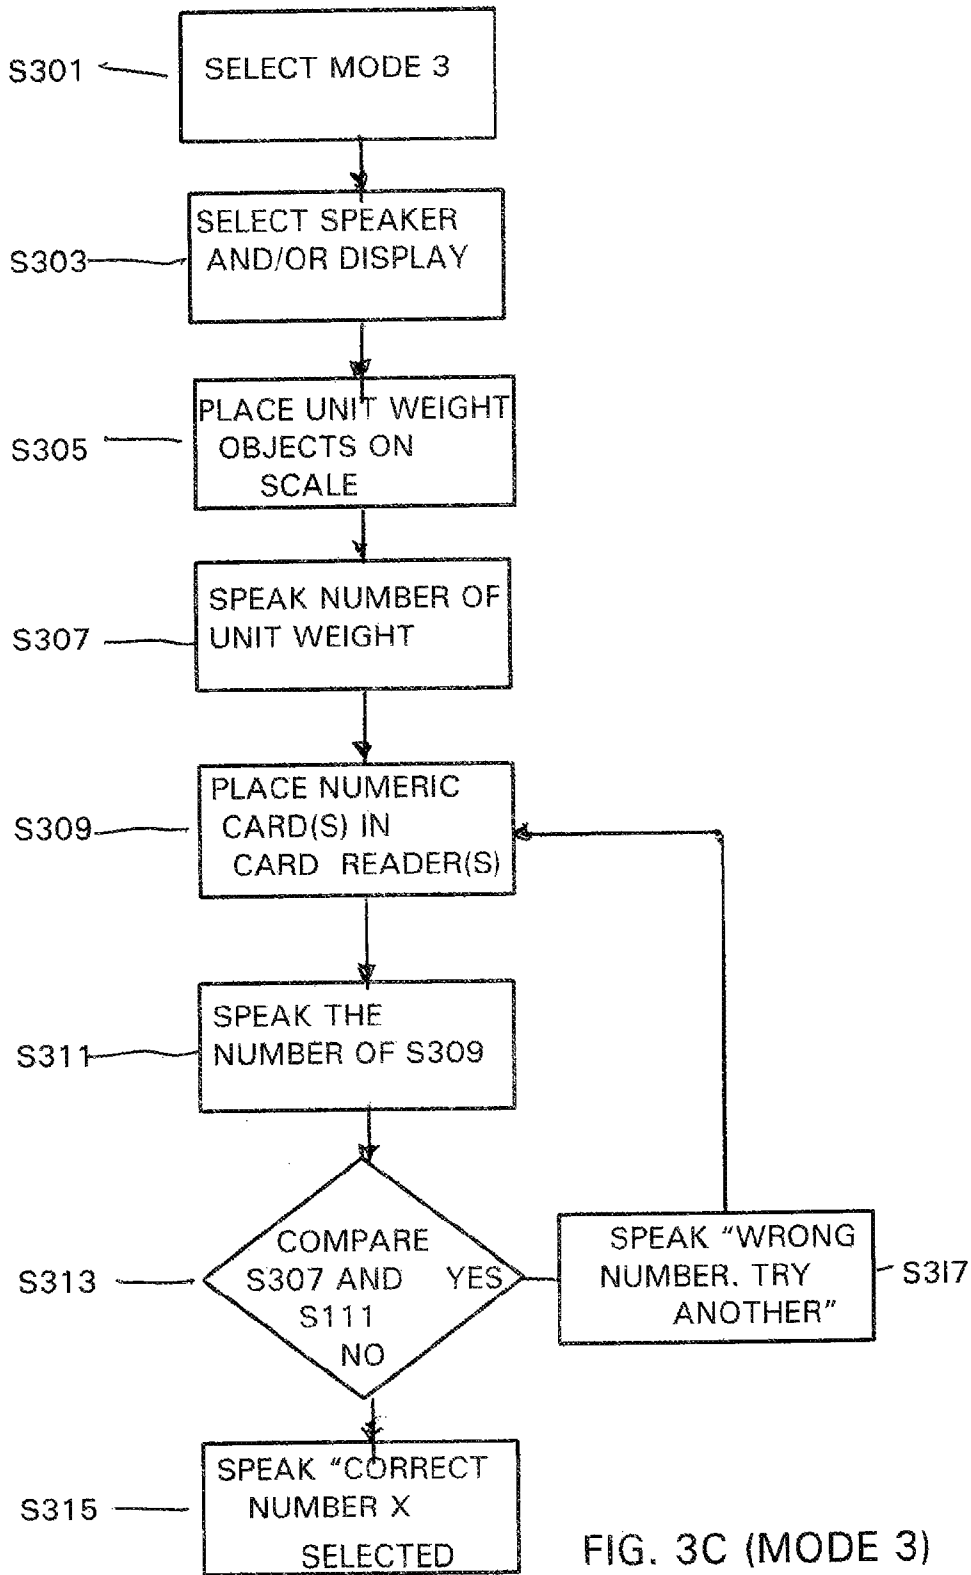 S301
SELECT MODE 3
S303
SELECT SPEAKER
AND/OR DISPLAY
S305
PLACE UNIT WEIGHT
OBJECTS ON
SCALE
S307
SPEAK NUMBER OF
UNIT WEIGHT
S309
PLACE NUMERIC
CARD(S) IN
CARD READER(S)
S311
SPEAK THE
NUMBER OF S309
S313
COMPARE
S307 AND YES
S111
NO
SPEAK "WRONG
NUMBER. TRY
ANOTHER"
S317
S315
SPEAK "CORRECT
NUMBER X
SELECTED
FIG. 3C (MODE 3)